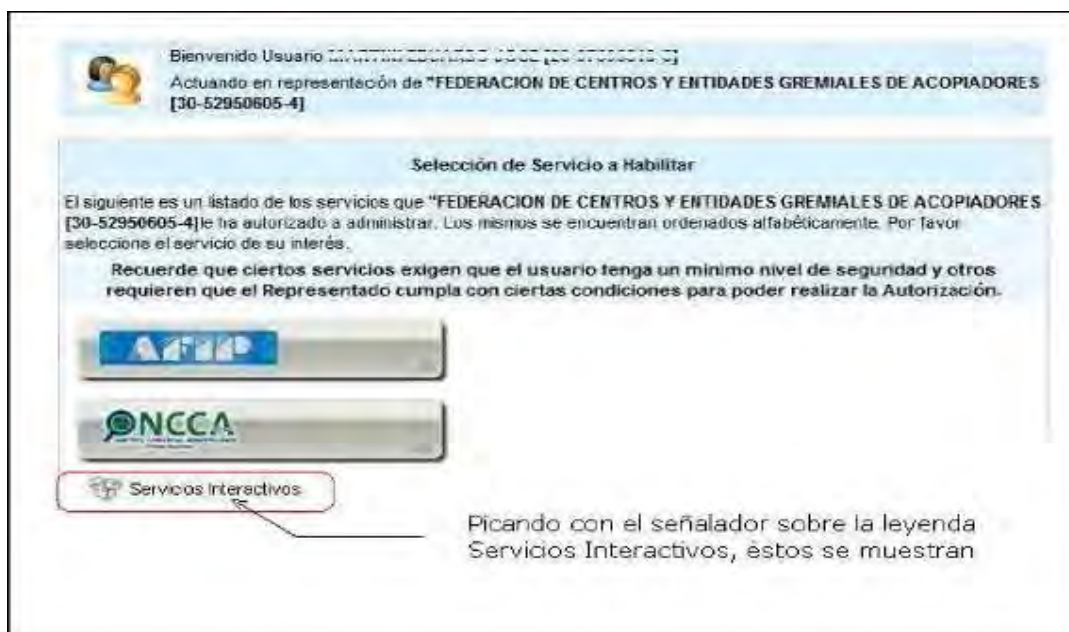 Bienvenido Usuario
Actuando en representación de "FEDERACION DE CENTROS Y ENTIDADES GREMIALES DE ACOPIADORES
[30-52950605-4]
Selección de Servicio a Habilitar
El siguiente es un listado de los servicios que "FEDERACION DE CENTROS Y ENTIDADES GREMIALES DE ACOPIADORES
[30-52950605-4]le ha autorizado a administrar. Los mismos se encuentran ordenados alfabéticamente. Por favor
seleccione el servicio de su interés.
Recuerde que ciertos servicios exigen que el usuario tenga un mínimo nivel de seguridad y otros
requieren que el Representado cumpla con ciertas condiciones para poder realizar la Autorización.
AFIP
ONCCA
Servicios Interactivos
Picando con el señalador sobre la leyenda
Servicios Interactivos, éstos se muestran